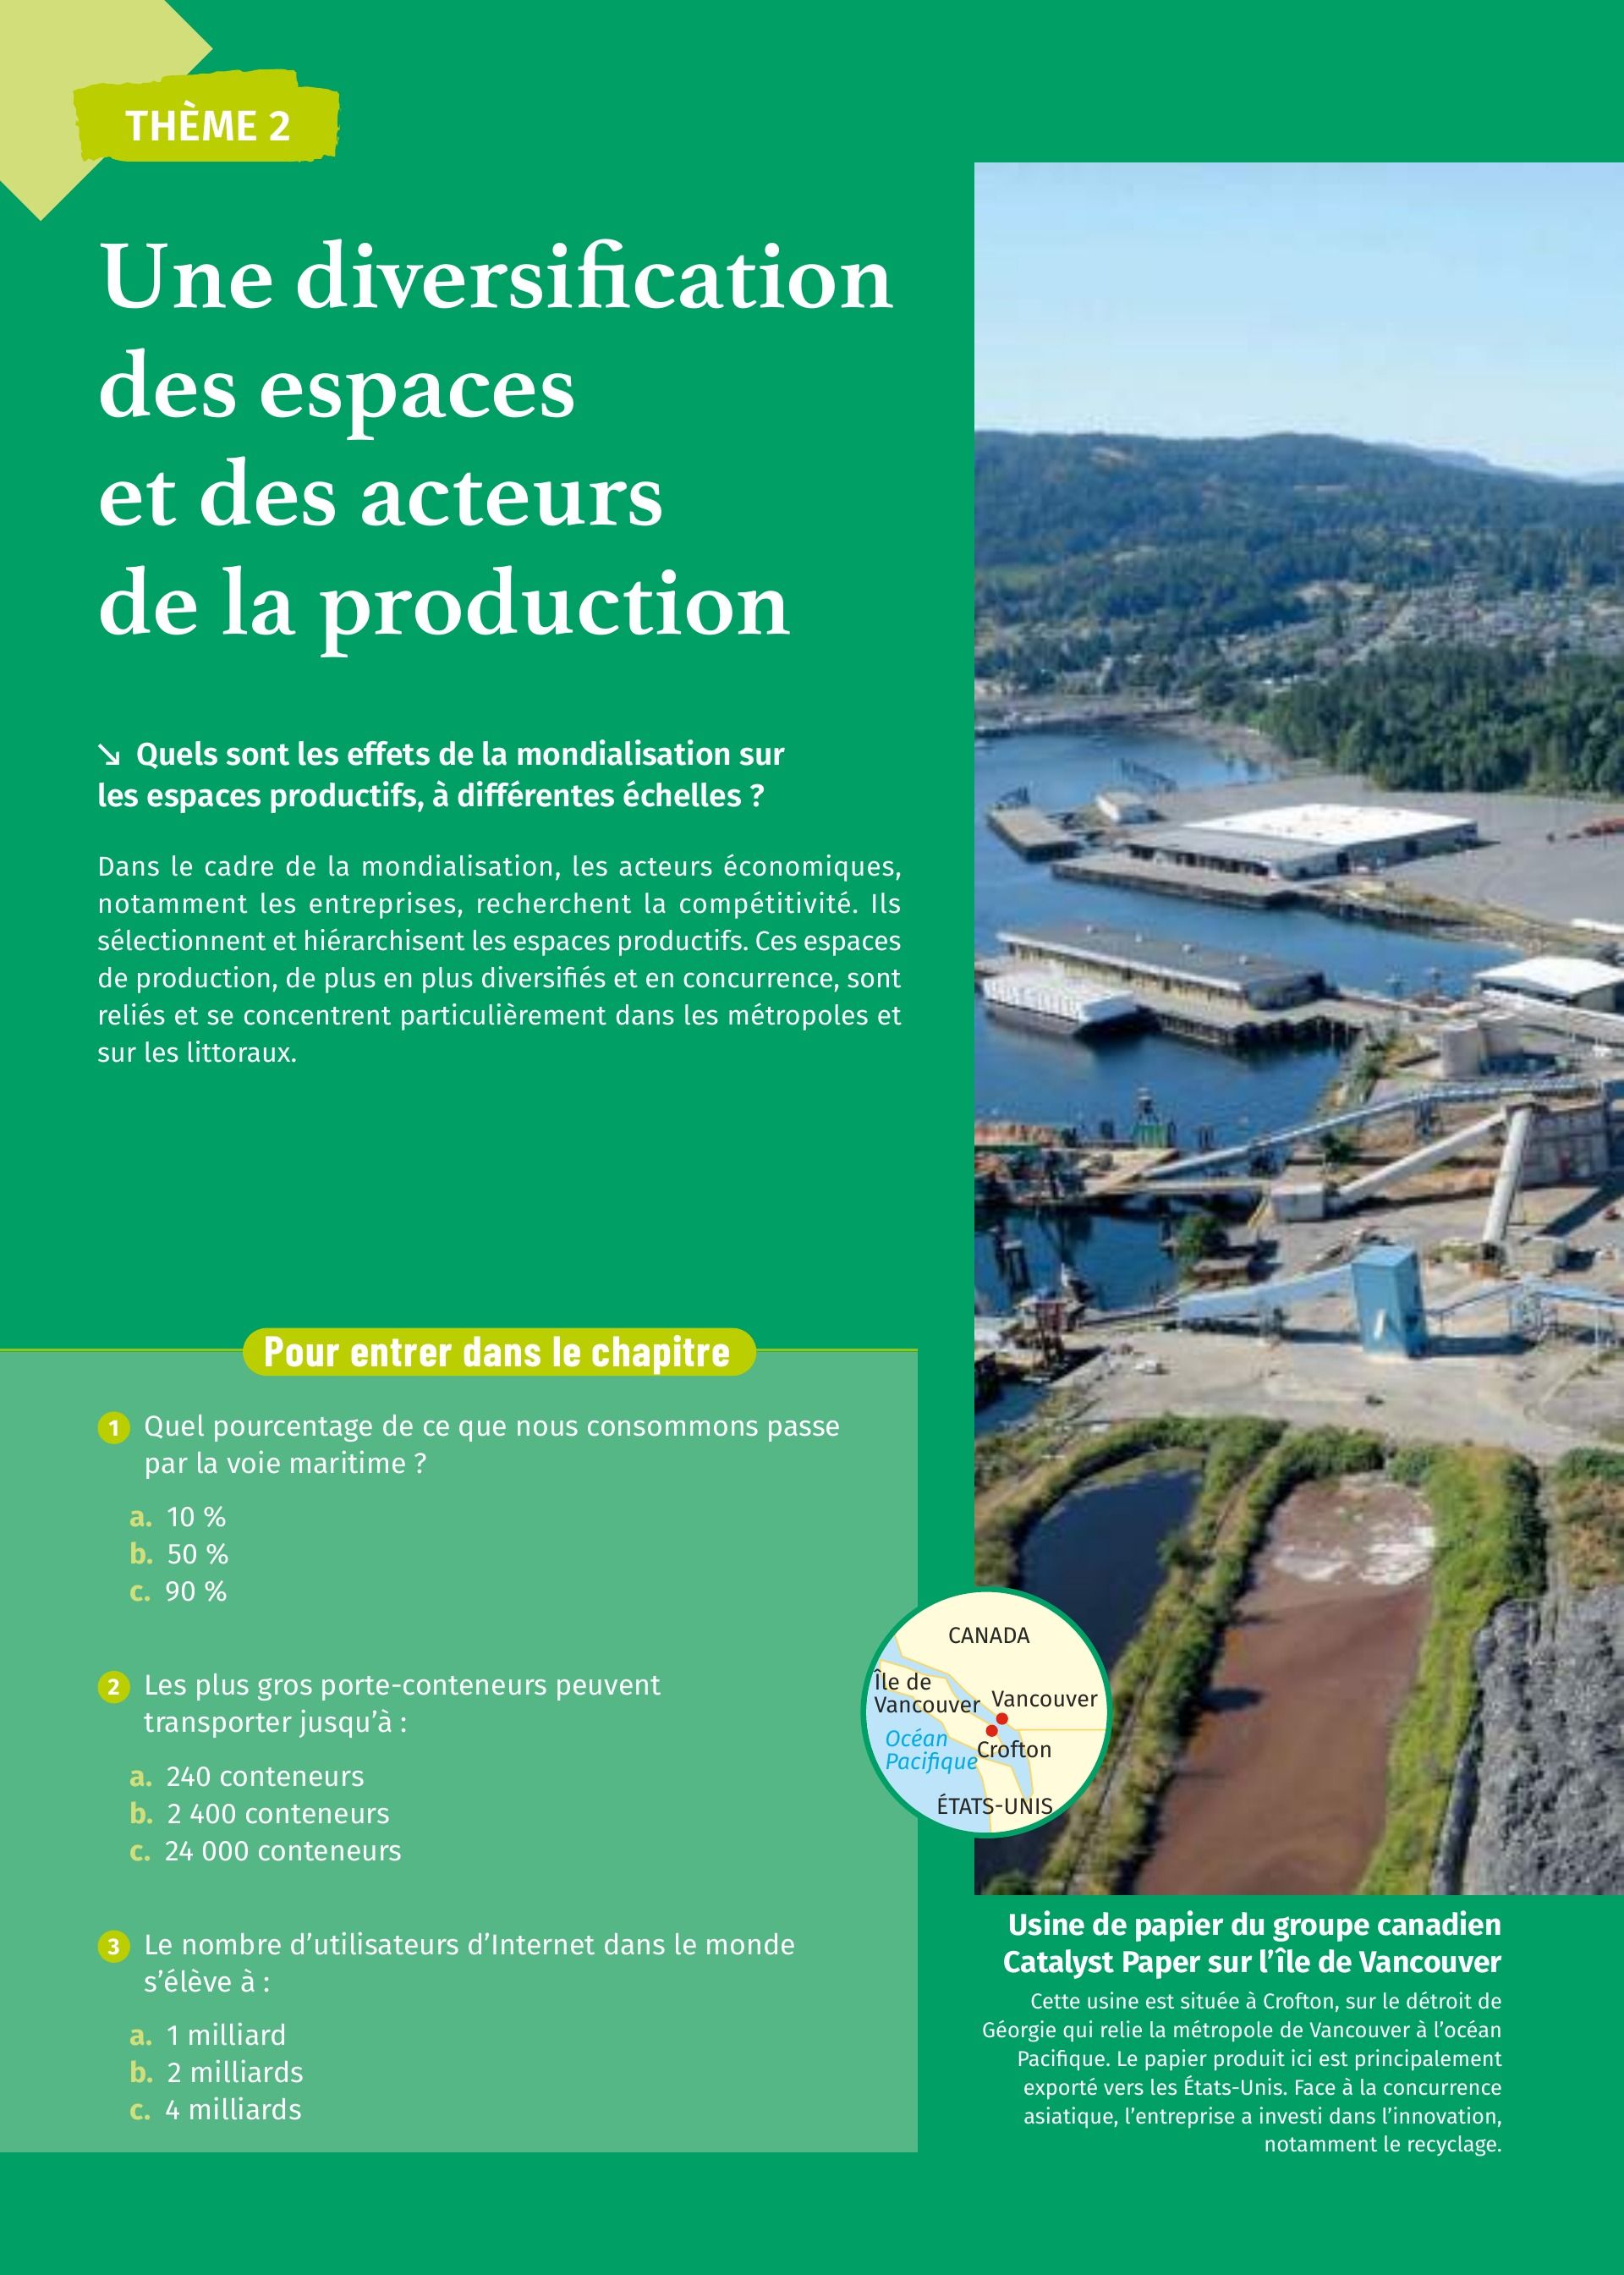 THÈME 2
Une diversification
des espaces
et des acteurs
de la production
↘ Quels sont les effets de la mondialisation sur
les espaces productifs, à différentes échelles ?
Dans le cadre de la mondialisation, les acteurs économiques,
notamment les entreprises, recherchent la compétitivité. Ils
sélectionnent et hiérarchisent les espaces productifs. Ces espaces
de production, de plus en plus diversifiés et en concurrence, sont
reliés et se concentrent particulièrement dans les métropoles et
sur les littoraux.
Pour entrer dans le chapitre
1 Quel pourcentage de ce que nous consommons passe
par la voie maritime ?
a. 10 %
b. 50 %
c. 90 %
2 Les plus gros porte-conteneurs peuvent
transporter jusqu'à :
a. 240 conteneurs
b. 2 400 conteneurs
c. 24 000 conteneurs
3 Le nombre d'utilisateurs d'Internet dans le monde
s'élève à :
a. 1 milliard
b. 2 milliards
c. 4 milliards
CANADA
Île de
Vancouver
Vancouver
Océan
Pacifique
Crofton
ÉTATS-UNIS
Usine de papier du groupe canadien
Catalyst Paper sur l'île de Vancouver
Cette usine est située à Crofton, sur le détroit de
Géorgie qui relie la métropole de Vancouver à l'océan
Pacifique. Le papier produit ici est principalement
exporté vers les États-Unis. Face à la concurrence
asiatique, l'entreprise a investi dans l'innovation,
notamment le recyclage.